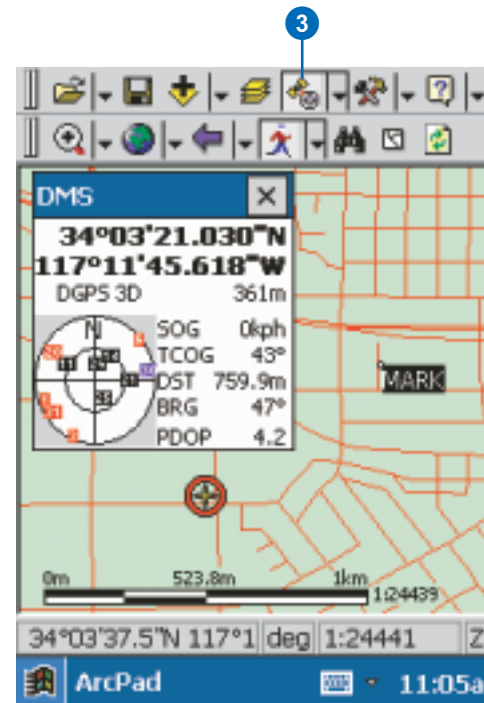 3
DMS
34°03'21.030"N
117°11'45.618"W
DGPS 3D 361m
N
SOG 0kph
TCOG 43°
DST 759.9m
BRG 47°
PDOP 4.2
MARK
0m 523.8m 1km
1:24439
34°03'37.5"N 117°1 deg 1:24441 Z
ArcPad 11:05a